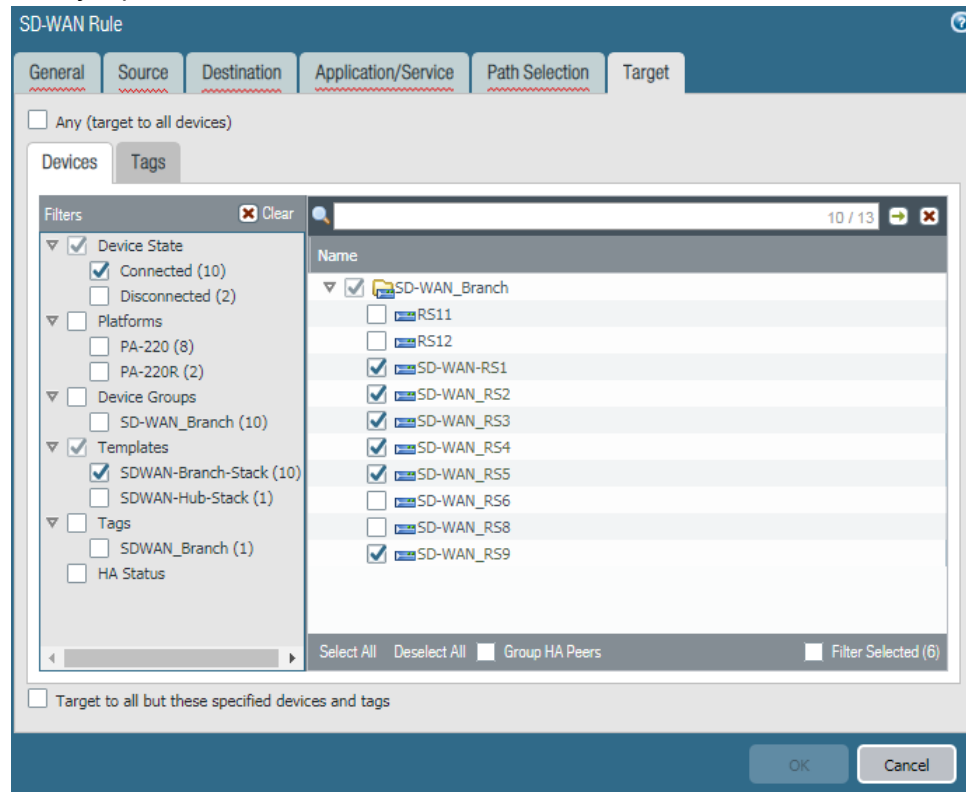 SD-WAN Rule
General Source Destination Application/Service Path Selection Target
Any (target to all devices)
Devices Tags
Filters Clear
Device State
Connected (10)
Disconnected (2)
Platforms
PA-220 (8)
PA-220R (2)
Device Groups
SD-WAN_Branch (10)
Templates
SDWAN-Branch-Stack (10)
SDWAN-Hub-Stack (1)
Tags
SDWAN_Branch (1)
HA Status
10 / 13
Name
SD-WAN_Branch
RS11
RS12
SD-WAN-RS1
SD-WAN_RS2
SD-WAN_RS3
SD-WAN_RS4
SD-WAN_RS5
SD-WAN_RS6
SD-WAN_RS8
SD-WAN_RS9
Select All Deselect All Group HA Peers Filter Selected (6)
Target to all but these specified devices and tags
OK Cancel